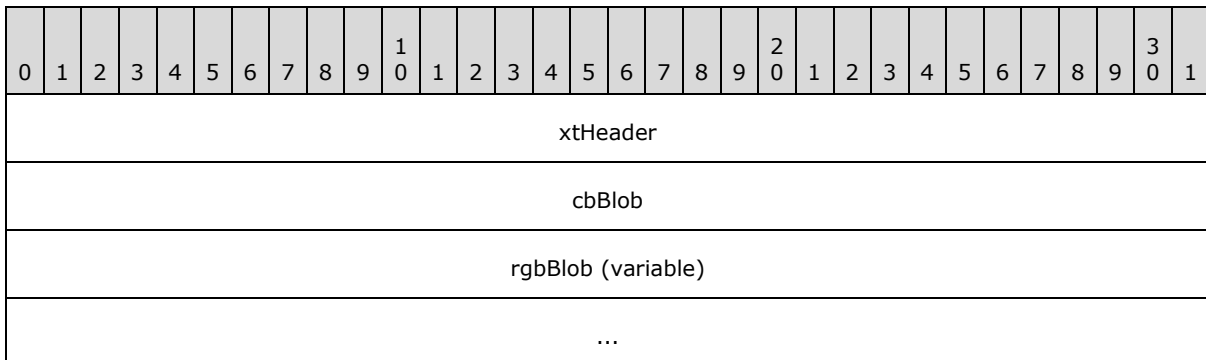 0 1 2 3 4 5 6 7 8 9 1 0 1 2 3 4 5 6 7 8 9 2 0 1 2 3 4 5 6 7 8 9 3 0 1
xtHeader
cbBlob
rgbBlob (variable)
...